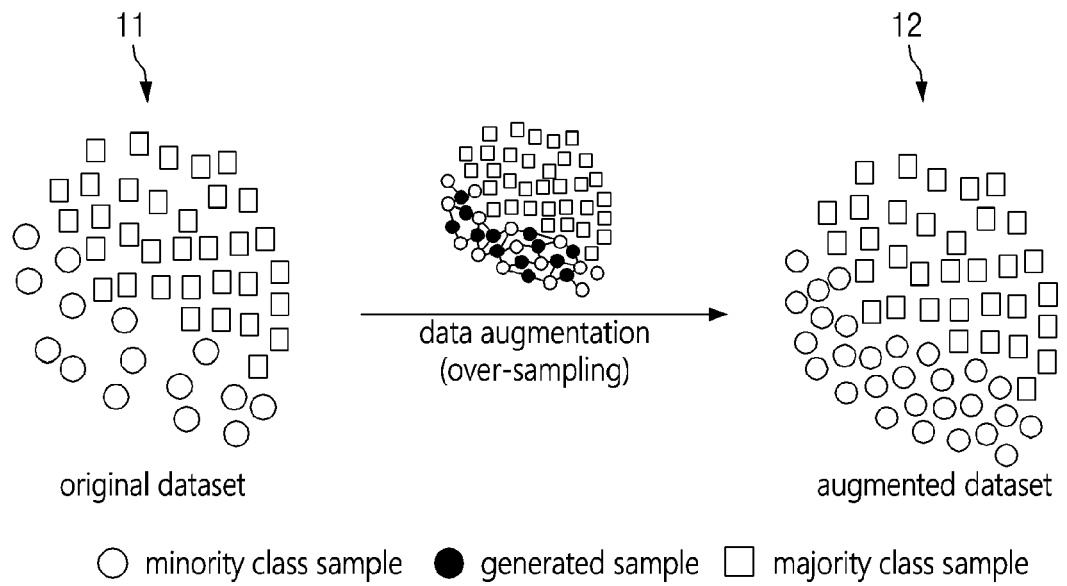 11
12
data augmentation
(over-sampling)
original dataset
augmented dataset
minority class sample
generated sample
majority class sample